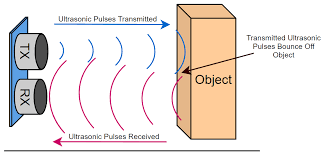 Ultrasonic Pulses Transmitted
TX
RX
Object
Transmitted Ultrasonic
Pulses Bounce Off
Object
Ultrasonic Pulses Received